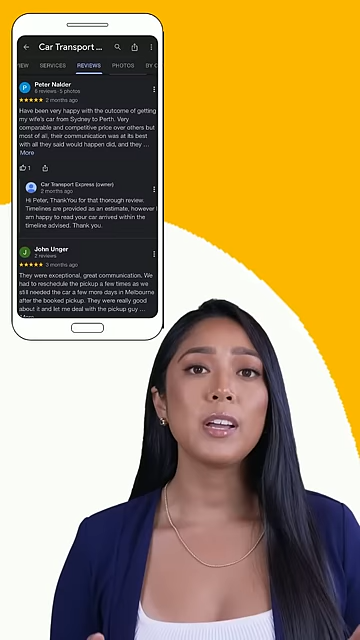 Car Transport ...
IEW SERVICES REVIEWS PHOTOS BY C
P Peter Nalder
6 reviews · 5 photos
★★★★★ 2 months ago
Have been very happy with the outcome of getting
my wife's car from Sydney to Perth. Very
comparable and competitive price over others but
most of all, their communication was at its best
with all they said would happen did, and they ...
More
1
Car Transport Express (owner)
2 months ago
Hi Peter, ThankYou for that thorough review.
Timelines are provided as an estimate, however I
am happy to read your car arrived within the
timeline advised. Thank you.
J John Unger
2 reviews
★★★★★ 3 months ago
They were exceptional, great communication. We
had to reschedule the pickup a few times as we
still needed the car a few more days in Melbourne
after the booked pickup. They were really good
about it and let me deal with the pickup guy ...